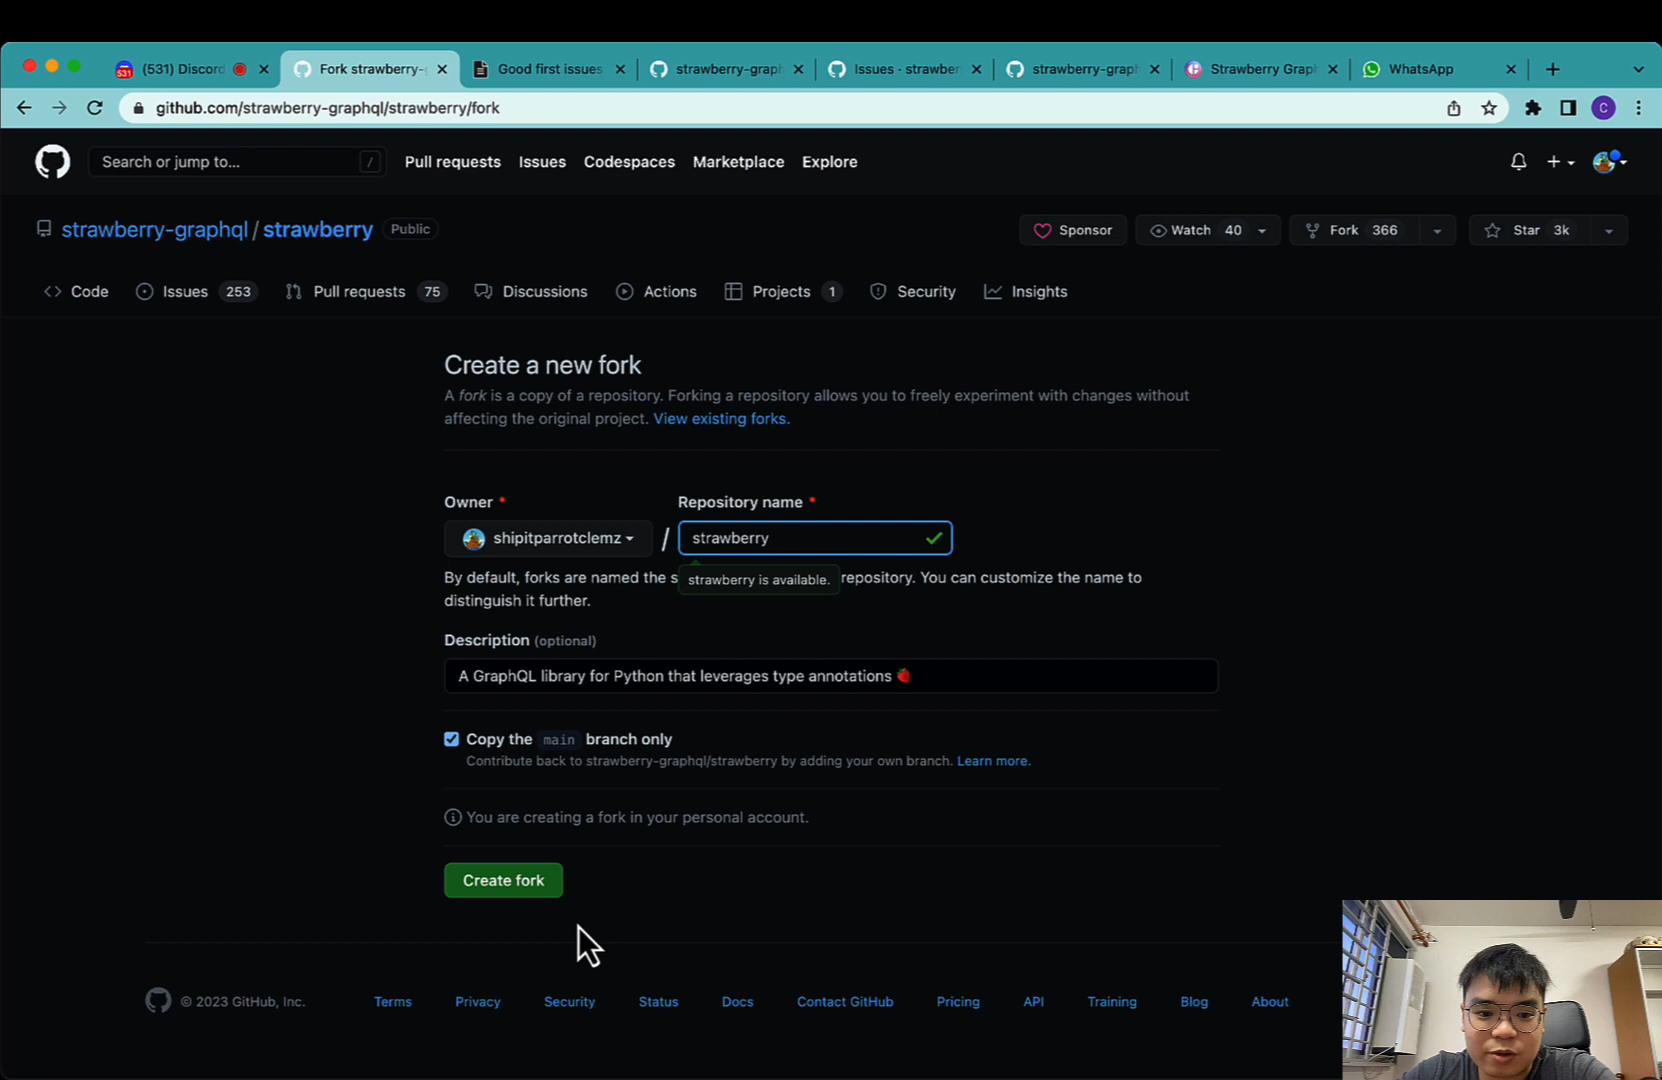 531
(531) Discord
Fork strawberry-g
Good first issues
strawberry-graph
Issues · strawber
strawberry-graph
Strawberry Graph
WhatsApp
github.com/strawberry-graphql/strawberry/fork
C
Search or jump to...
/
Pull requests
Issues
Codespaces
Marketplace
Explore
strawberry-graphql / strawberry
Public
Sponsor
Watch 40
Fork 366
Star 3k
Code
Issues 253
Pull requests 75
Discussions
Actions
Projects 1
Security
Insights
Create a new fork
A fork is a copy of a repository. Forking a repository allows you to freely experiment with changes without
affecting the original project. View existing forks.
Owner *
Repository name *
shipitparrotclemz
/
strawberry
By default, forks are named the s
strawberry is available.
repository. You can customize the name to
distinguish it further.
Description (optional)
A GraphQL library for Python that leverages type annotations 🍓
Copy the main branch only
Contribute back to strawberry-graphql/strawberry by adding your own branch. Learn more.
You are creating a fork in your personal account.
Create fork
© 2023 GitHub, Inc.
Terms
Privacy
Security
Status
Docs
Contact GitHub
Pricing
API
Training
Blog
About